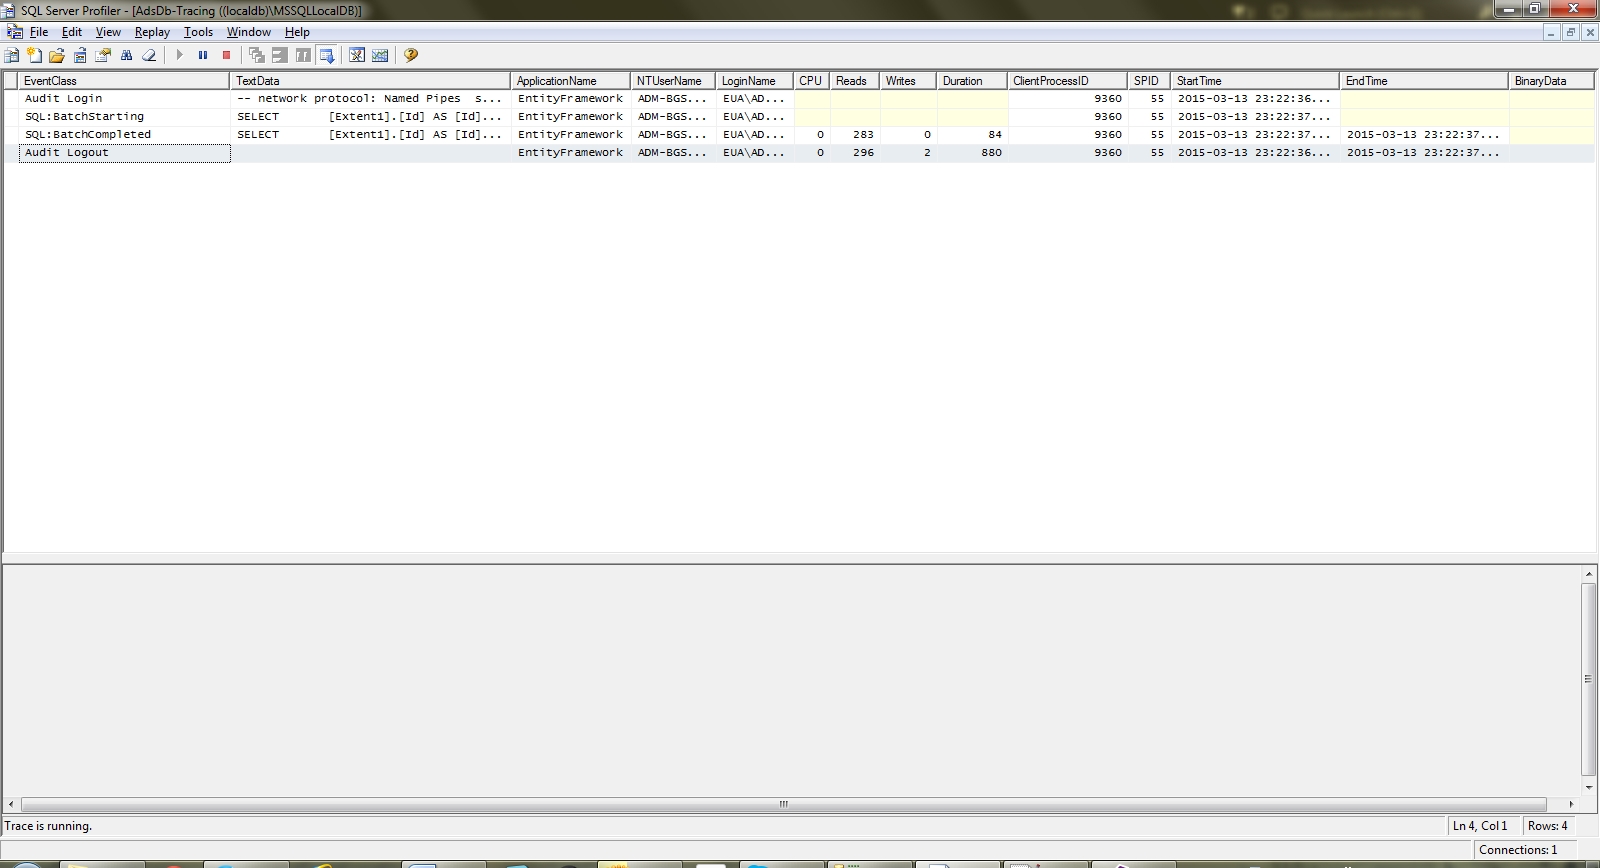 SQL Server Profiler - [AdsDb-Tracing ((localdb)\MSSQLLocalDB)]
File Edit View Replay Tools Window Help
EventClass TextData ApplicationName NTUserName LoginName CPU Reads Writes Duration ClientProcessID SPID StartTime EndTime BinaryData
Audit Login -- network protocol: Named Pipes s... EntityFramework ADM-BGS... EUA\AD... 9360 55 2015-03-13 23:22:36...
SQL:BatchStarting SELECT [Extent1].[Id] AS [Id]... EntityFramework ADM-BGS... EUA\AD... 9360 55 2015-03-13 23:22:37...
SQL:BatchCompleted SELECT [Extent1].[Id] AS [Id]... EntityFramework ADM-BGS... EUA\AD... 0 283 0 84 9360 55 2015-03-13 23:22:37... 2015-03-13 23:22:37...
Audit Logout EntityFramework ADM-BGS... EUA\AD... 0 296 2 880 9360 55 2015-03-13 23:22:36... 2015-03-13 23:22:37...
Trace is running. Ln 4, Col 1 Rows: 4
Connections: 1